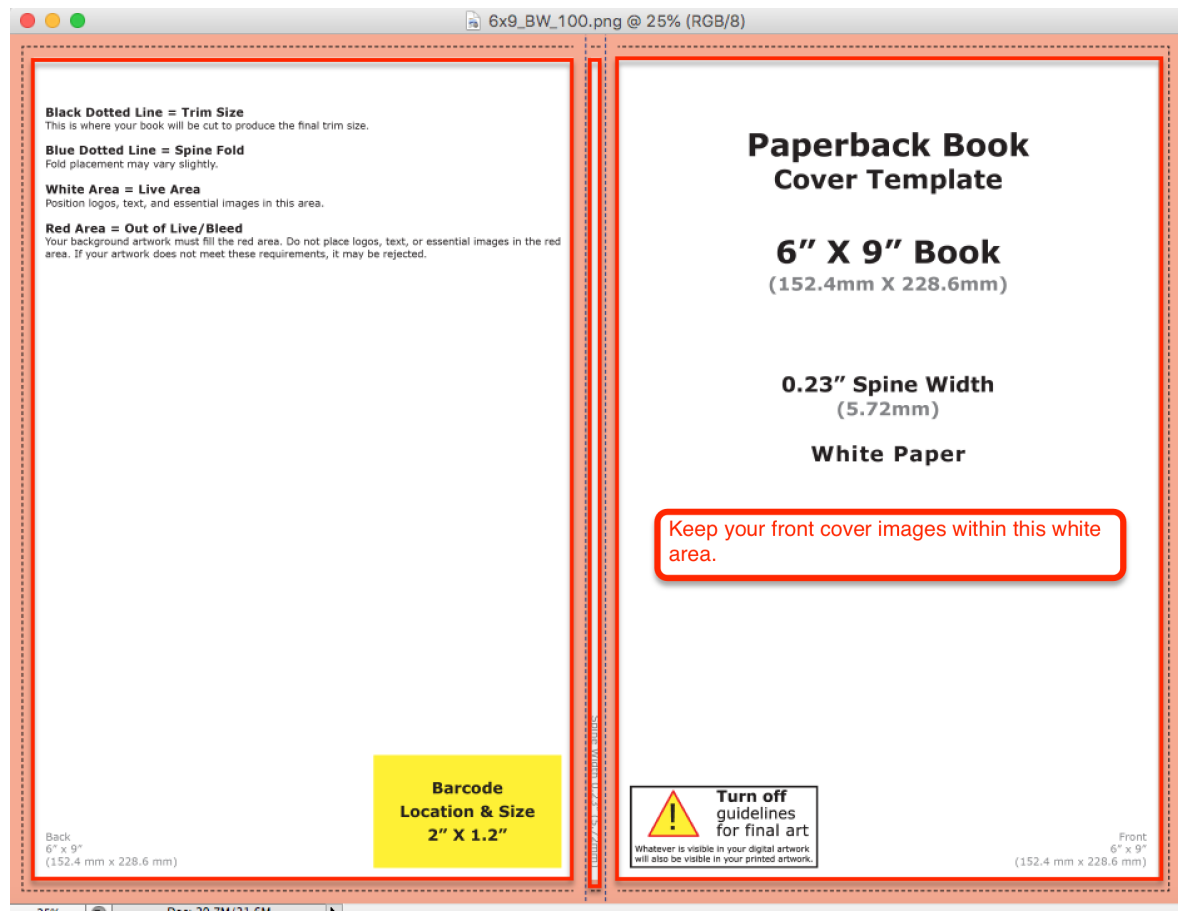 6x9_BW_100.png @ 25% (RGB/8)
Black Dotted Line = Trim Size
This is where your book will be cut to produce the final trim size.
Blue Dotted Line = Spine Fold
Fold placement may vary slightly.
White Area = Live Area
Position logos, text, and essential images in this area.
Red Area = Out of Live/Bleed
Your background artwork must fill the red area. Do not place logos, text, or essential images in the red
area. If your artwork does not meet these requirements, it may be rejected.
Barcode
Location & Size
2” X 1.2”
Back
6” x 9”
(152.4 mm x 228.6 mm)
Spine Width 0.23” (5.72mm)
Paperback Book
Cover Template
6” X 9” Book
(152.4mm X 228.6mm)
0.23” Spine Width
(5.72mm)
White Paper
Keep your front cover images within this white
area.
!
Turn off
guidelines
for final art
Whatever is visible in your digital artwork
will also be visible in your printed artwork.
Front
6” x 9”
(152.4 mm x 228.6 mm)